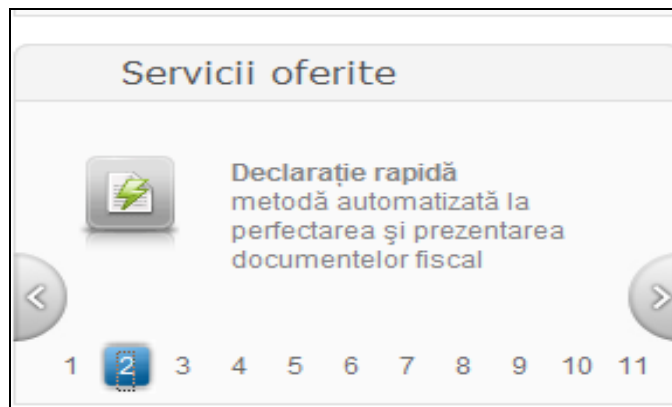 Servicii oferite
Declarație rapidă
metodă automatizată la
perfectarea şi prezentarea
documentelor fiscal
1 2 3 4 5 6 7 8 9 10 11